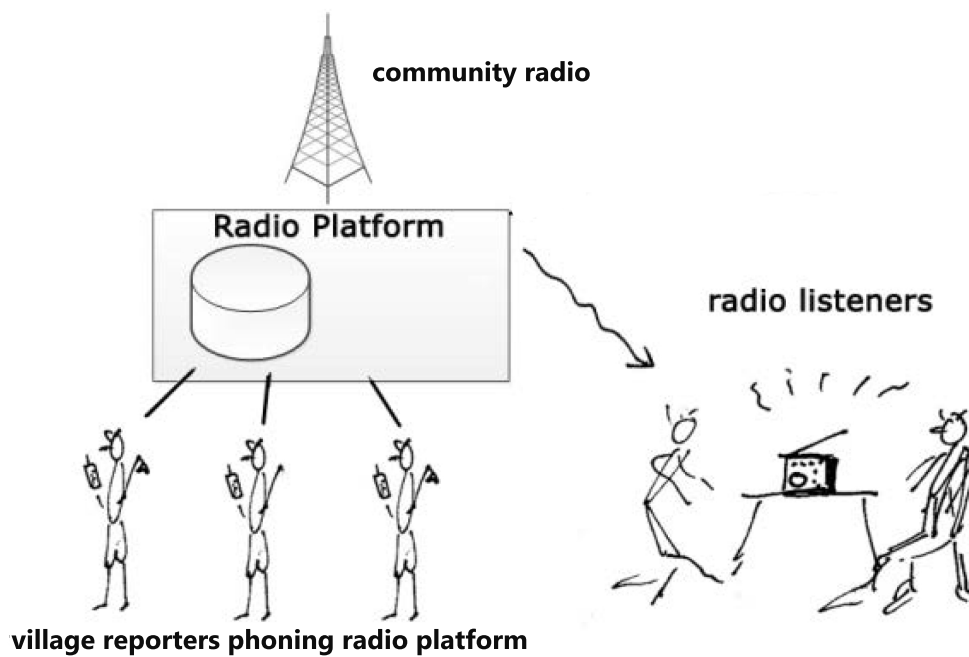 community radio
Radio Platform
radio listeners
village reporters phoning radio platform